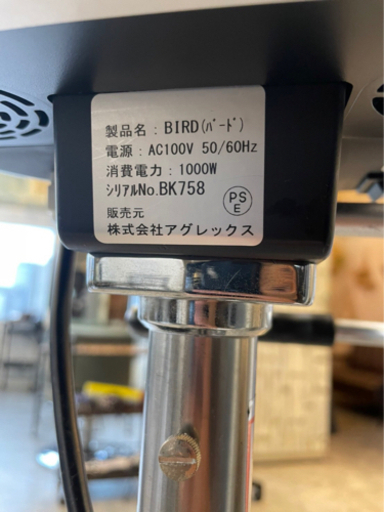 製品名：BIRD(ﾊﾞｰﾄﾞ)
電源：AC100V 50/60Hz
消費電力：1000W
ｼﾘｱﾙNo.BK758
PS
E
販売元
株式会社アグレックス